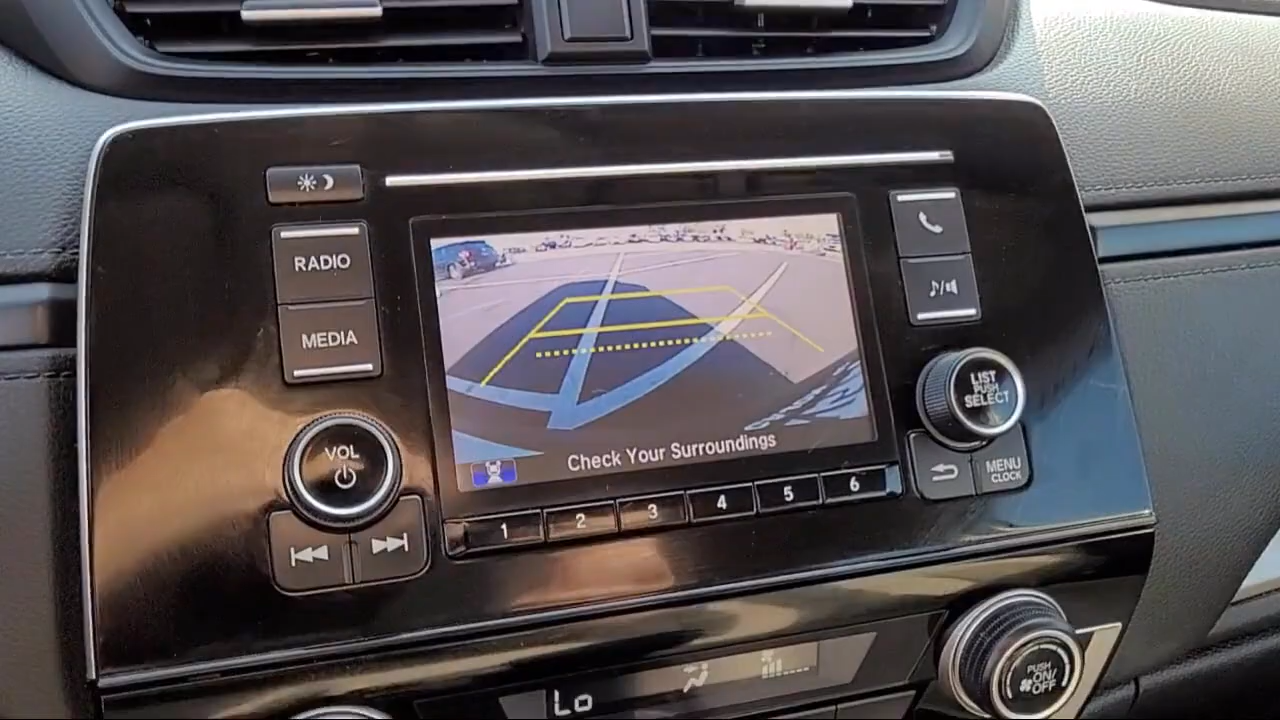 RADIO
MEDIA
VOL
Check Your Surroundings
1
2
3
4
5
6
LIST
PUSH
SELECT
MENU
CLOCK
Lo
PUSH
ON/
OFF